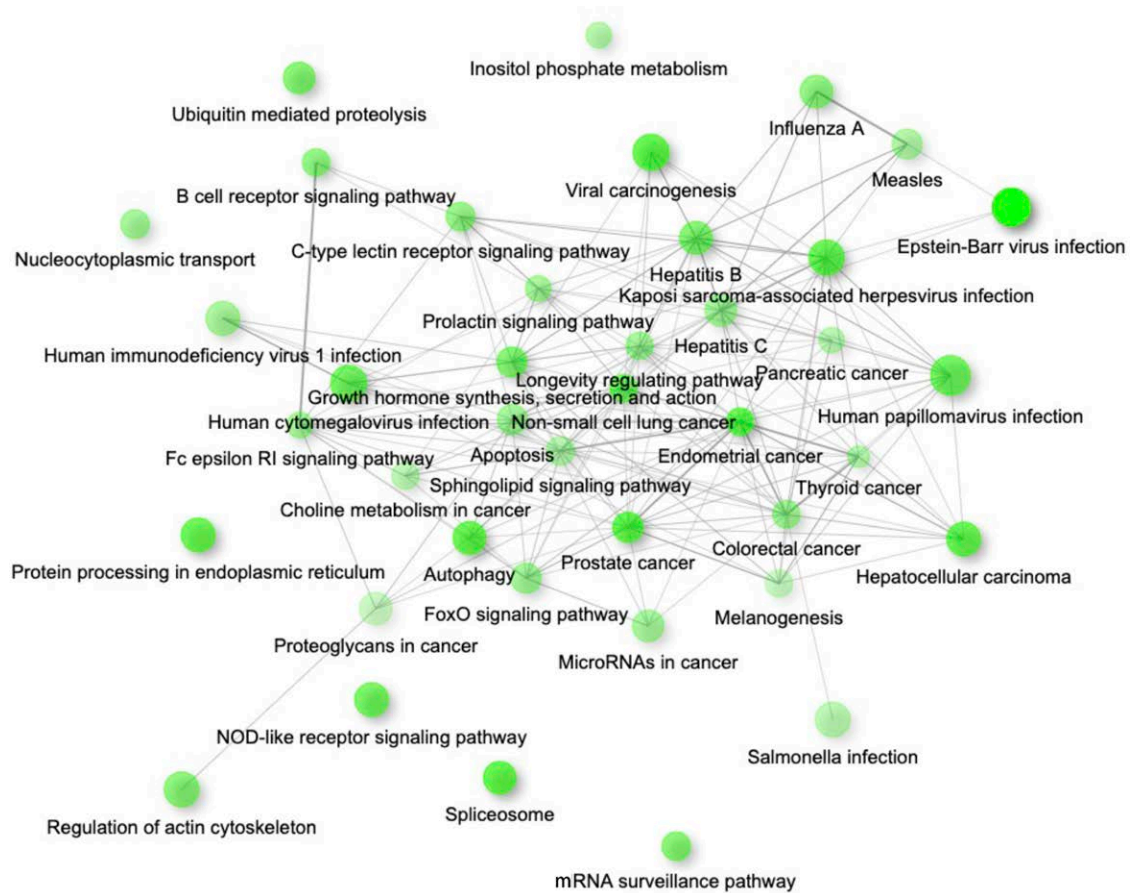 Inositol phosphate metabolism
Ubiquitin mediated proteolysis
Influenza A
Measles
Viral carcinogenesis
B cell receptor signaling pathway
Epstein-Barr virus infection
C-type lectin receptor signaling pathway
Nucleocytoplasmic transport
Hepatitis B
Kaposi sarcoma-associated herpesvirus infection
Prolactin signaling pathway
Hepatitis C
Human immunodeficiency virus 1 infection
Pancreatic cancer
Longevity regulating pathway
Growth hormone synthesis, secretion and action
Human papillomavirus infection
Human cytomegalovirus infection
Non-small cell lung cancer
Fc epsilon RI signaling pathway
Apoptosis
Endometrial cancer
Sphingolipid signaling pathway
Thyroid cancer
Choline metabolism in cancer
Colorectal cancer
Prostate cancer
Protein processing in endoplasmic reticulum
Autophagy
Hepatocellular carcinoma
FoxO signaling pathway
Melanogenesis
Proteoglycans in cancer
MicroRNAs in cancer
NOD-like receptor signaling pathway
Salmonella infection
Spliceosome
Regulation of actin cytoskeleton
mRNA surveillance pathway